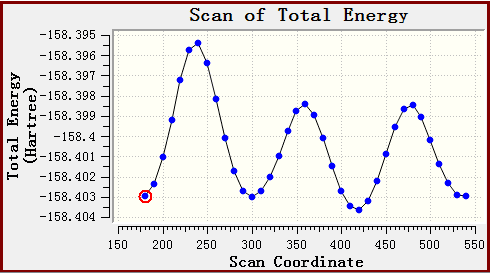 Scan of Total Energy
Total Energy
(Hartree)
-158.395
-158.396
-158.397
-158.398
-158.399
-158.4
-158.401
-158.402
-158.403
-158.404
150 200 250 300 350 400 450 500 550
Scan Coordinate